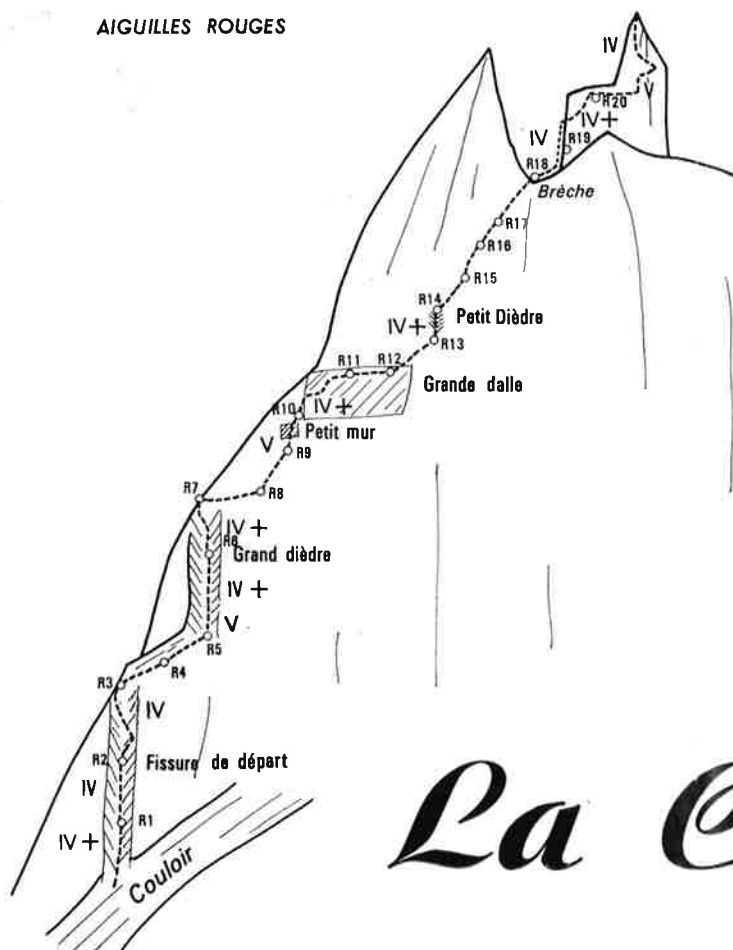 AIGUILLES ROUGES
IV
V
R20
IV+
IV
R19
R18
Brèche
R17
R16
R15
R14
Petit Dièdre
IV+
R13
R11
R12
Grande dalle
R10
IV+
Petit mur
V
R9
R7
R8
IV+
R6
Grand dièdre
IV+
V
R5
R4
R3
IV
R2
Fissure de départ
IV
R1
IV+
Couloir
La C